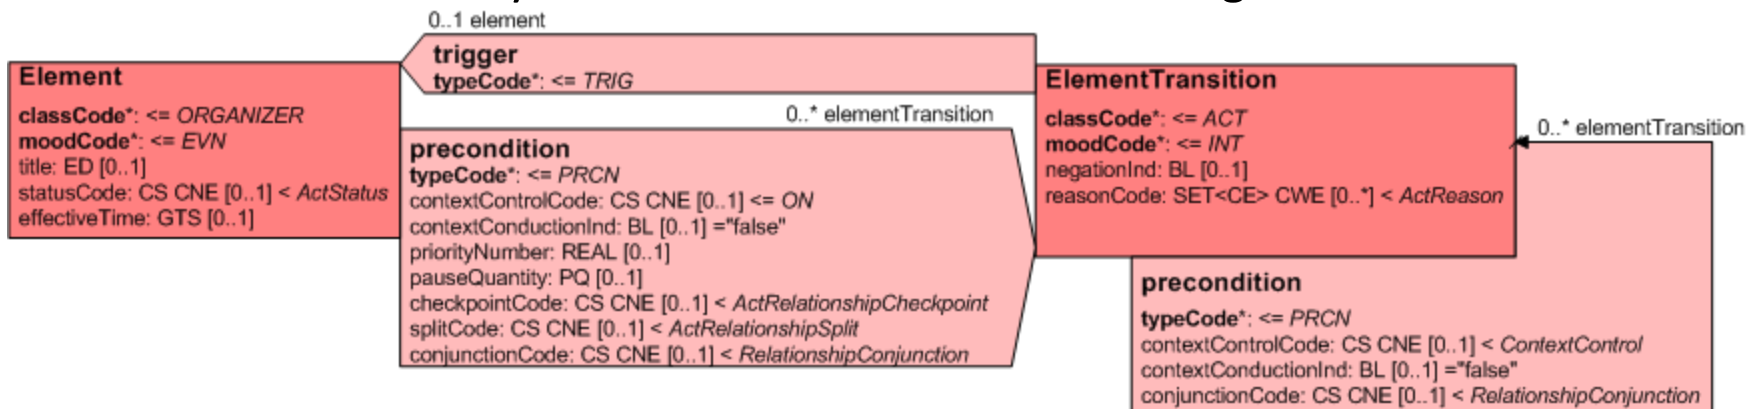 0..1 element
trigger
typeCode*: <= TRIG
Element
classCode*: <= ORGANIZER
moodCode*: <= EVN
title: ED [0..1]
statusCode: CS CNE [0..1] < ActStatus
effectiveTime: GTS [0..1]
0..* elementTransition
precondition
typeCode*: <= PRCN
contextControlCode: CS CNE [0..1] <= ON
contextConductionInd: BL [0..1] ="false"
priorityNumber: REAL [0..1]
pauseQuantity: PQ [0..1]
checkpointCode: CS CNE [0..1] < ActRelationshipCheckpoint
splitCode: CS CNE [0..1] < ActRelationshipSplit
conjunctionCode: CS CNE [0..1] < RelationshipConjunction
ElementTransition
classCode*: <= ACT
moodCode*: <= INT
negationInd: BL [0..1]
reasonCode: SET<CE> CWE [0..*] < ActReason
0..* elementTransition
precondition
typeCode*: <= PRCN
contextControlCode: CS CNE [0..1] < ContextControl
contextConductionInd: BL [0..1] ="false"
conjunctionCode: CS CNE [0..1] < RelationshipConjunction